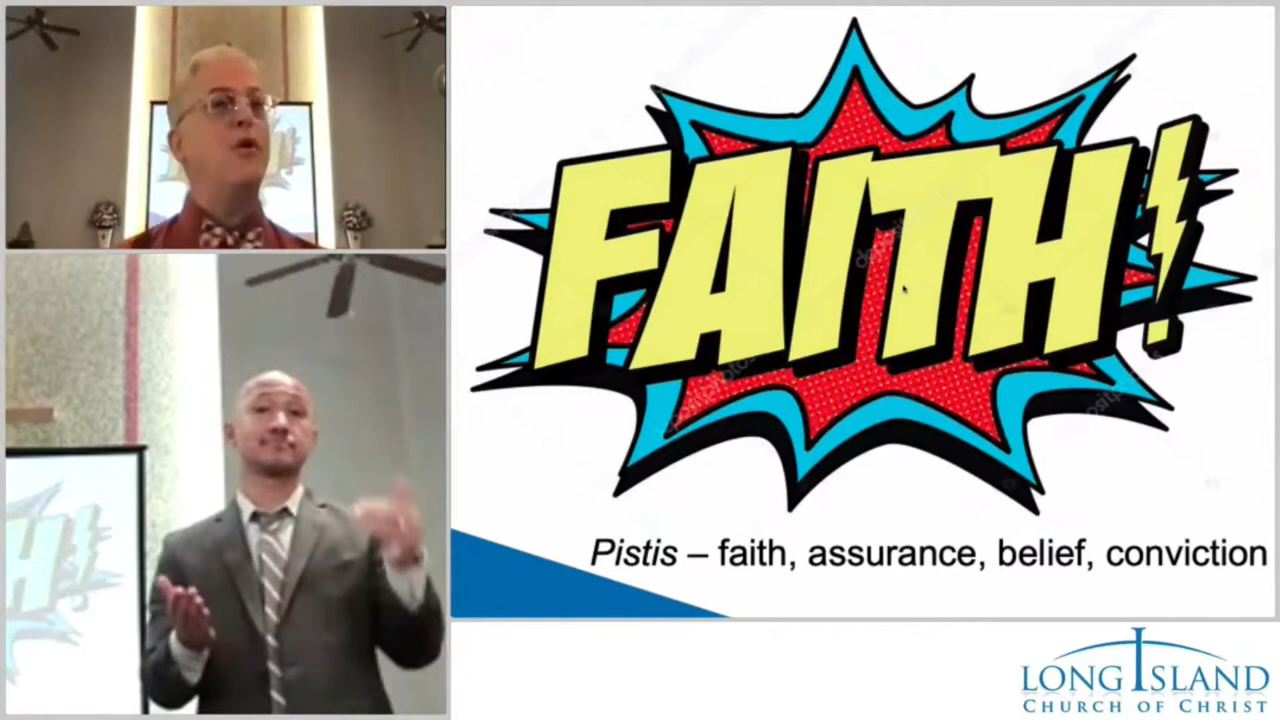 FAITH!
Pistis – faith, assurance, belief, conviction
LONG ISLAND
CHURCH OF CHRIST